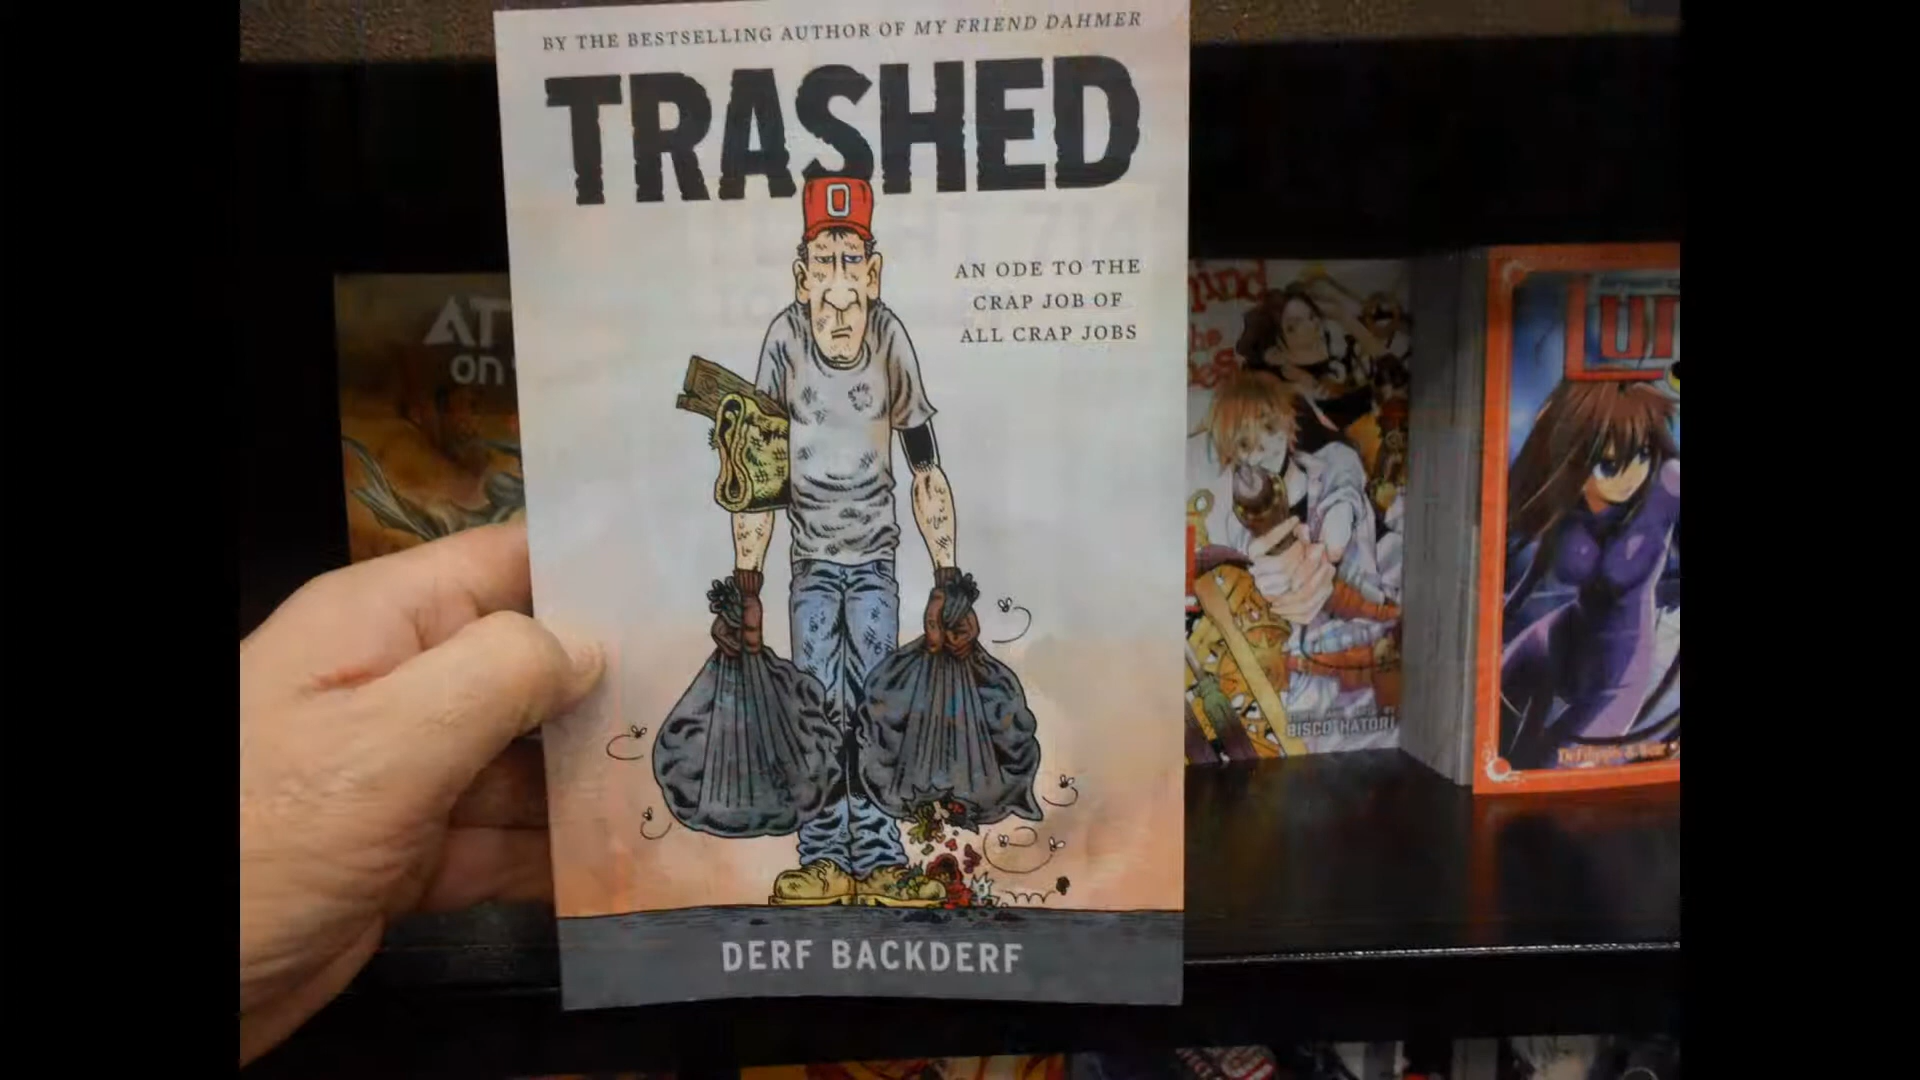 BY THE BESTSELLING AUTHOR OF MY FRIEND DAHMER
TRASHED
O
AN ODE TO THE
CRAP JOB OF
ALL CRAP JOBS
DERF BACKDERF
on
BISCO HATORI